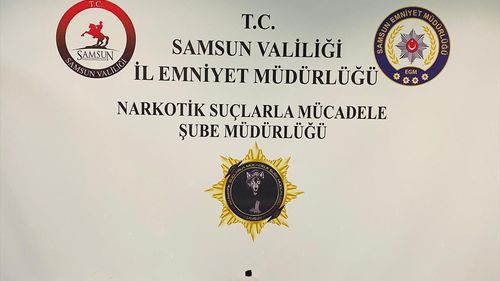 T.C.
SAMSUN
SAMSUN VALİLİĞİ
T.C.
SAMSUN VALİLİĞİ
İL EMNİYET MÜDÜRLÜĞÜ
NARKOTİK SUÇLARLA MÜCADELE
ŞUBE MÜDÜRLÜĞÜ
SAMSUN EMNİYET MÜDÜRLÜĞÜ
EGM